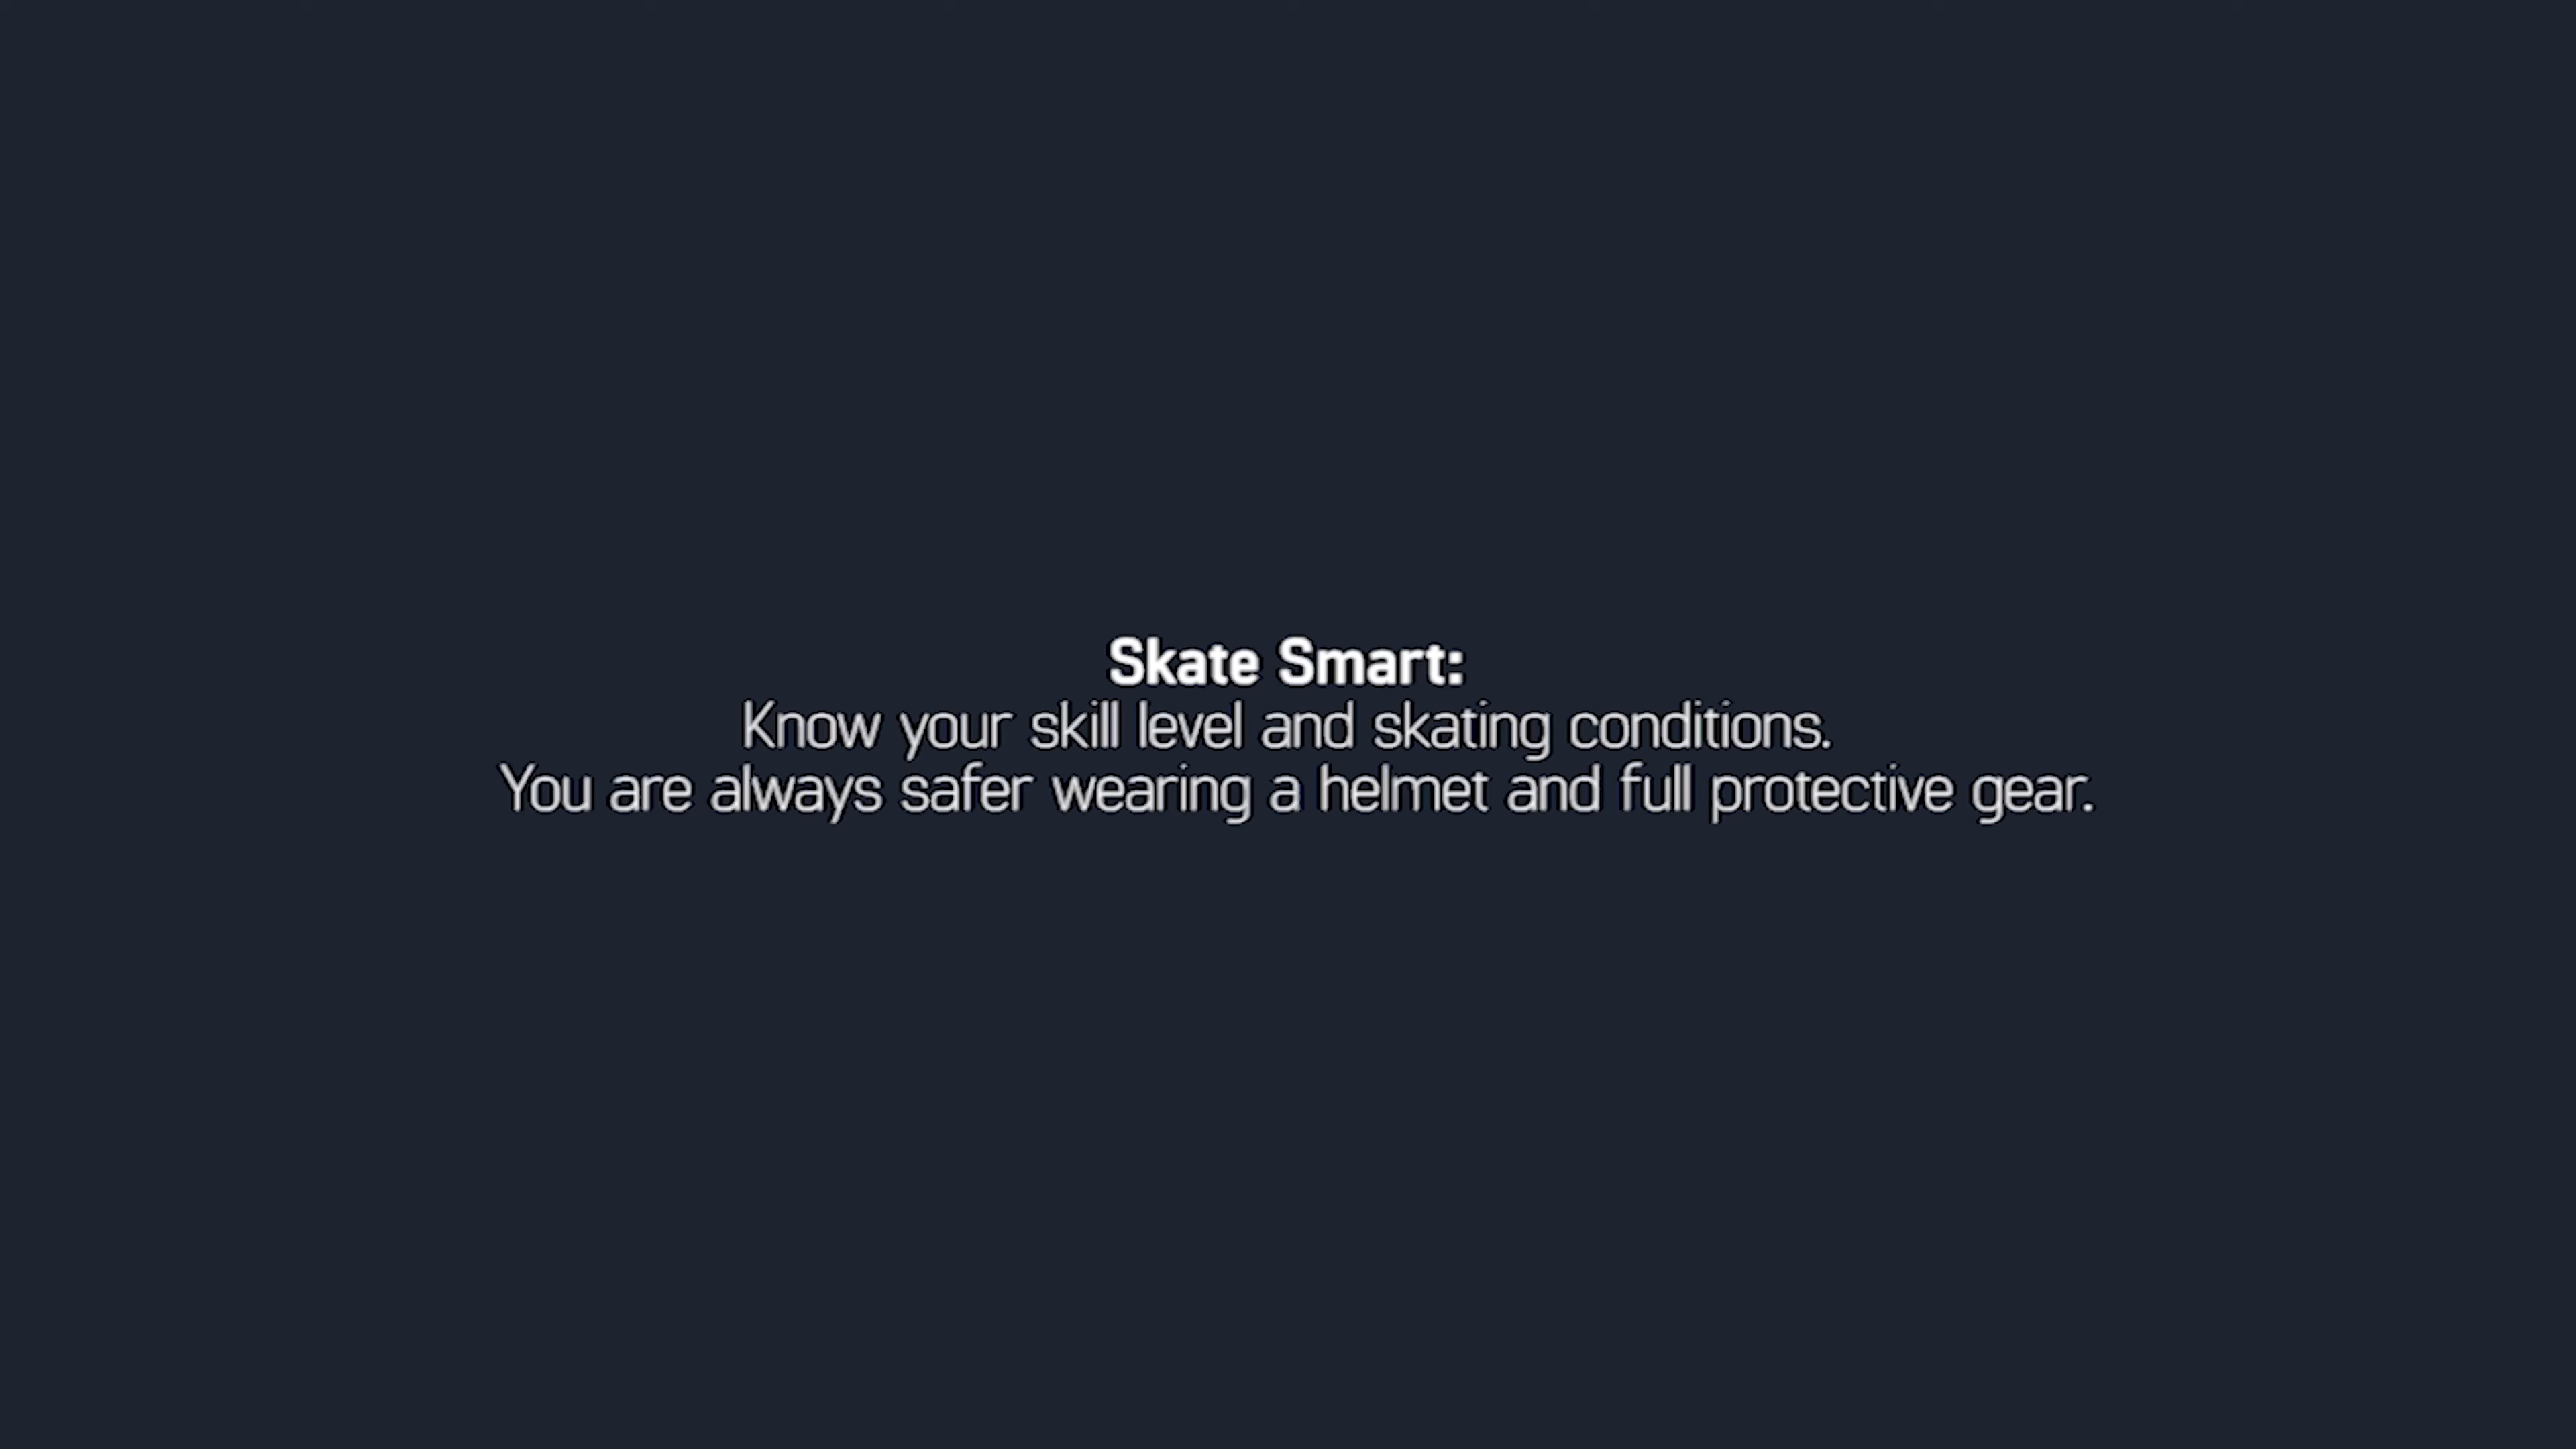 Skate Smart:
Know your skill level and skating conditions.
You are always safer wearing a helmet and full protective gear.